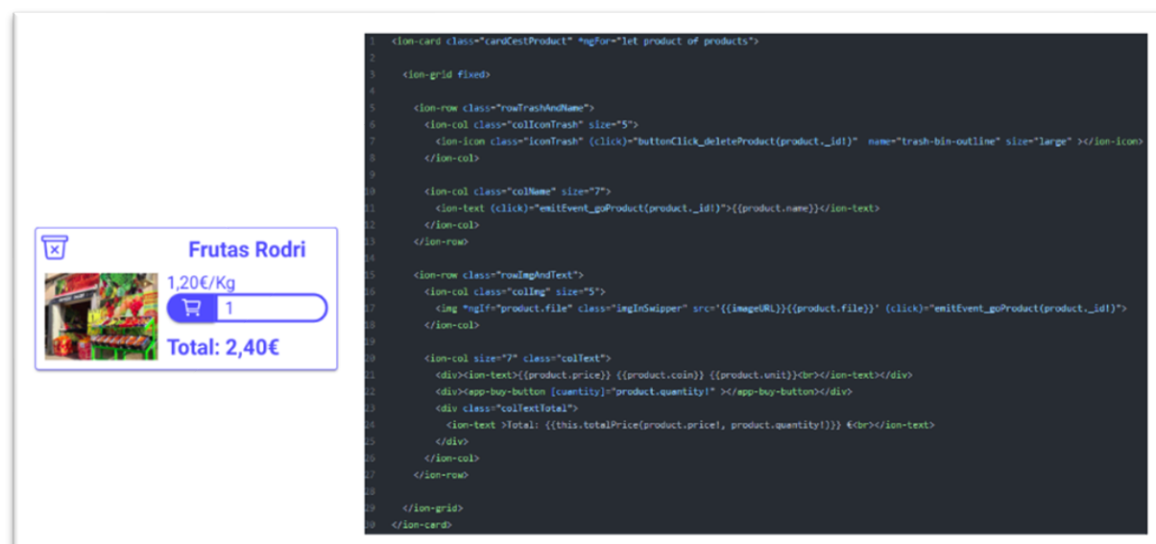 Frutas Rodri
1,20€/Kg
1
Total: 2,40€
1 <ion-card class="cardCestProduct" *ngFor="let product of products">
2
3 <ion-grid fixed>
4
5 <ion-row class="rowTrashAndName">
6 <ion-col class="colIconTrash" size="5">
7 <ion-icon class="iconTrash" (click)="buttonClick_deleteProduct(product._id!)" name="trash-bin-outline" size="large" ></ion-icon>
8 </ion-col>
9
10 <ion-col class="colName" size="7">
11 <ion-text (click)="emitEvent_goProduct(product._id!)">{{product.name}}</ion-text>
12 </ion-col>
13 </ion-row>
14
15 <ion-row class="rowImgAndText">
16 <ion-col class="colImg" size="5">
17 <img *ngIf="product.file" class="imgInSwipper" src='{{imageURL}}{{product.file}}' (click)="emitEvent_goProduct(product._id!)">
18 </ion-col>
19
20 <ion-col size="7" class="colText">
21 <div><ion-text>{{product.price}} {{product.coin}} {{product.unit}}<br></ion-text></div>
22 <div><app-buy-button [cuantity]="product.quantity!" ></app-buy-button></div>
23 <div class="colTextTotal">
24 <ion-text >Total: {{this.totalPrice(product.price!, product.quantity!)}} €<br></ion-text>
25 </div>
26 </ion-col>
27 </ion-row>
28
29 </ion-grid>
30 </ion-card>